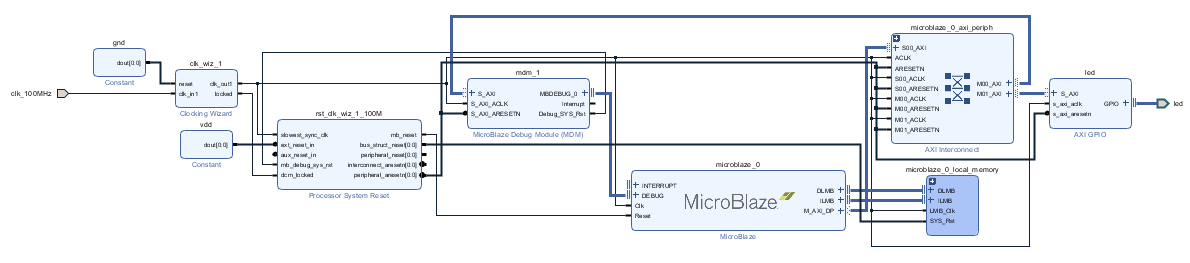 gnd
dout[0:0]
Constant
clk_wiz_1
reset
clk_in1
clk_out1
locked
Clocking Wizard
clk_100MHz
vdd
dout[0:0]
Constant
rst_clk_wiz_1_100M
slowest_sync_clk
ext_reset_in
aux_reset_in
mb_debug_sys_rst
dcm_locked
mb_reset
bus_struct_reset[0:0]
peripheral_reset[0:0]
interconnect_aresetn[0:0]
peripheral_aresetn[0:0]
Processor System Reset
mdm_1
S_AXI
S_AXI_ACLK
S_AXI_ARESETN
MBDEBUG_0
Interrupt
Debug_SYS_Rst
MicroBlaze Debug Module (MDM)
microblaze_0
INTERRUPT
DEBUG
Clk
Reset
MicroBlaze
DLMB
ILMB
M_AXI_DP
MicroBlaze
microblaze_0_axi_periph
S00_AXI
ACLK
ARESETN
S00_ACLK
S00_ARESETN
M00_ACLK
M00_ARESETN
M01_ACLK
M01_ARESETN
M00_AXI
M01_AXI
AXI Interconnect
microblaze_0_local_memory
DLMB
ILMB
LMB_Clk
SYS_Rst
led
S_AXI
s_axi_aclk
s_axi_aresetn
GPIO
AXI GPIO
led